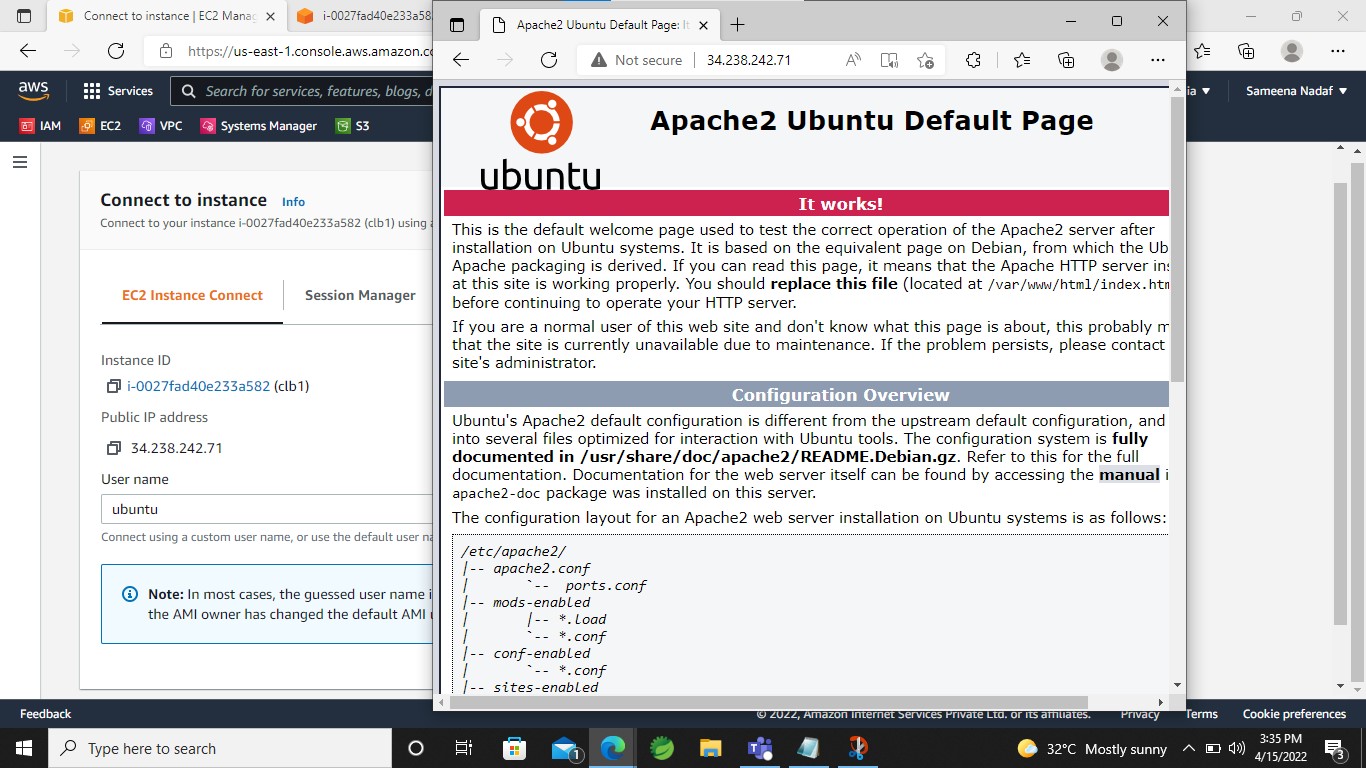 Connect to instance | EC2 Manag
i-0027fad40e233a58
https://us-east-1.console.aws.amazon.co
aws
Services
Search for services, features, blogs, d
ia
Sameena Nadaf
IAM
EC2
VPC
Systems Manager
S3
Connect to instance Info
Connect to your instance i-0027fad40e233a582 (clb1) using a
EC2 Instance Connect
Session Manager
Instance ID
i-0027fad40e233a582 (clb1)
Public IP address
34.238.242.71
User name
ubuntu
Connect using a custom user name, or use the default user na
Note: In most cases, the guessed user name i
the AMI owner has changed the default AMI u
Apache2 Ubuntu Default Page: It
Not secure
34.238.242.71
ubuntu
Apache2 Ubuntu Default Page
It works!
This is the default welcome page used to test the correct operation of the Apache2 server after
installation on Ubuntu systems. It is based on the equivalent page on Debian, from which the Ub
Apache packaging is derived. If you can read this page, it means that the Apache HTTP server ins
at this site is working properly. You should replace this file (located at /var/www/html/index.htm
before continuing to operate your HTTP server.
If you are a normal user of this web site and don't know what this page is about, this probably m
that the site is currently unavailable due to maintenance. If the problem persists, please contact
site's administrator.
Configuration Overview
Ubuntu's Apache2 default configuration is different from the upstream default configuration, and
into several files optimized for interaction with Ubuntu tools. The configuration system is fully
documented in /usr/share/doc/apache2/README.Debian.gz. Refer to this for the full
documentation. Documentation for the web server itself can be found by accessing the manual i
apache2-doc package was installed on this server.
The configuration layout for an Apache2 web server installation on Ubuntu systems is as follows:
/etc/apache2/
|-- apache2.conf
|       `--  ports.conf
|-- mods-enabled
|       |-- *.load
|       `-- *.conf
|-- conf-enabled
|       `-- *.conf
|-- sites-enabled
Feedback
© 2022, Amazon Internet Services Private Ltd. or its affiliates.
Privacy
Terms
Cookie preferences
Type here to search
1
32°C Mostly sunny
3:35 PM
4/15/2022
3